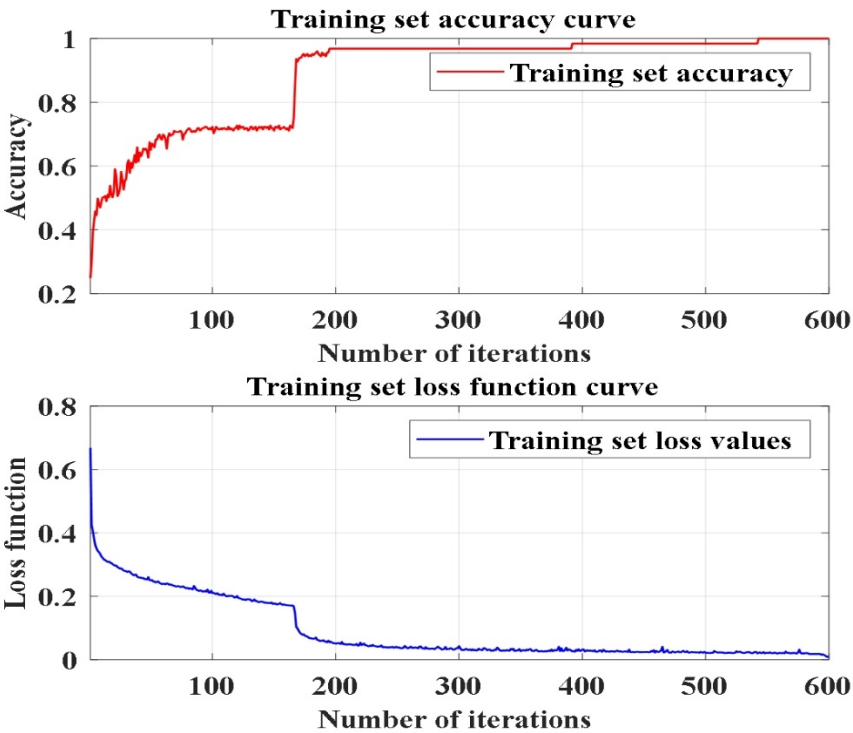 Training set accuracy curve
1
0.8
0.6
0.4
0.2
Accuracy
Training set accuracy
100 200 300 400 500 600
Number of iterations
Training set loss function curve
0.8
0.6
0.4
0.2
0
Loss function
Training set loss values
100 200 300 400 500 600
Number of iterations